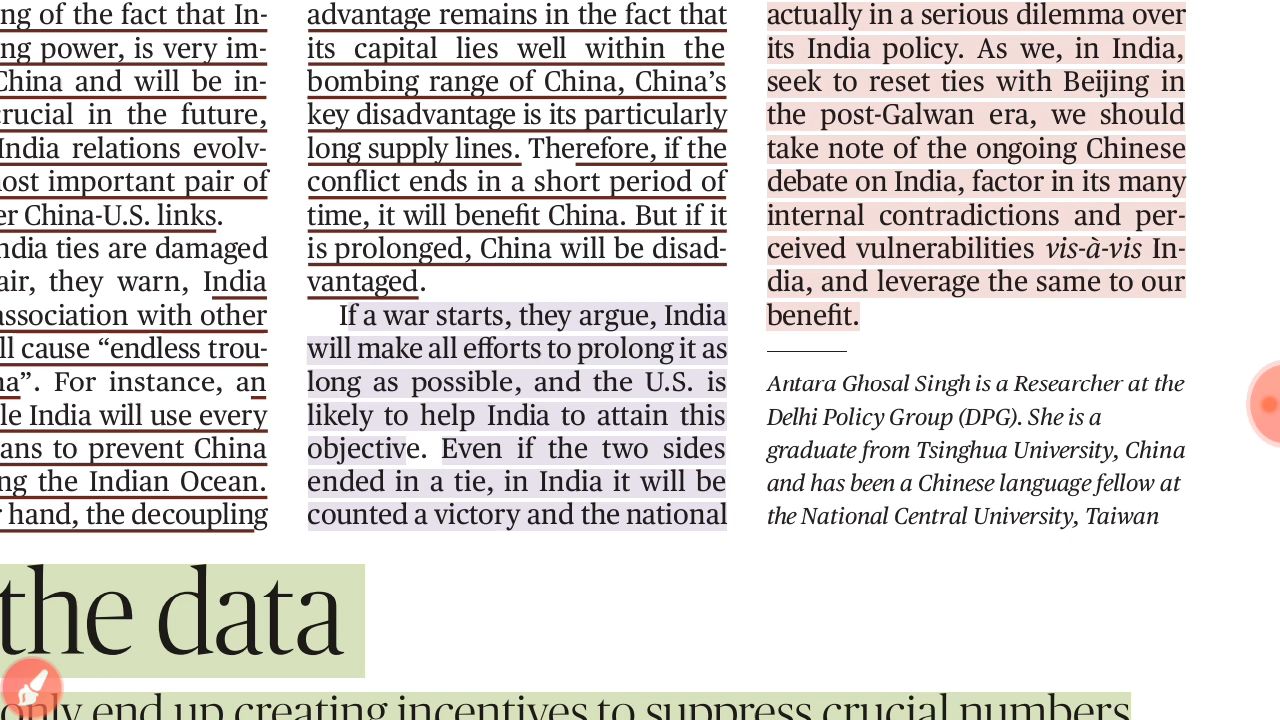 ng of the fact that In-
ng power, is very im-
China and will be in-
crucial in the future,
India relations evolv-
most important pair of
er China-U.S. links.
ndia ties are damaged
air, they warn, India
association with other
ll cause “endless trou-
na”. For instance, an
le India will use every
ans to prevent China
ng the Indian Ocean.
r hand, the decoupling
advantage remains in the fact that
its capital lies well within the
bombing range of China, China’s
key disadvantage is its particularly
long supply lines. Therefore, if the
conflict ends in a short period of
time, it will benefit China. But if it
is prolonged, China will be disad-
vantaged.
If a war starts, they argue, India
will make all efforts to prolong it as
long as possible, and the U.S. is
likely to help India to attain this
objective. Even if the two sides
ended in a tie, in India it will be
counted a victory and the national
actually in a serious dilemma over
its India policy. As we, in India,
seek to reset ties with Beijing in
the post-Galwan era, we should
take note of the ongoing Chinese
debate on India, factor in its many
internal contradictions and per-
ceived vulnerabilities vis-à-vis In-
dia, and leverage the same to our
benefit.
Antara Ghosal Singh is a Researcher at the
Delhi Policy Group (DPG). She is a
graduate from Tsinghua University, China
and has been a Chinese language fellow at
the National Central University, Taiwan
the data
only end up creating incentives to suppress crucial numbers